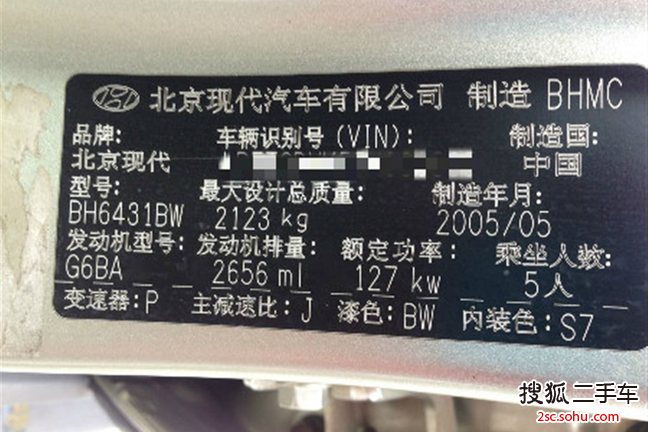 北京现代汽车有限公司 制造 BHMC
品牌: 车辆识别号(VIN): 制造国:
北京现代 中国
型号: 最大设计总质量: 制造年月:
BH6431BW 2123 kg 2005/05
发动机型号: 发动机排量: 额定功率: 乘坐人数:
G6BA 2656 ml 127 kw 5人
变速器: P 主减速比: J 漆色: BW 内装色: S7
搜狐二手车
2sc.sohu.com